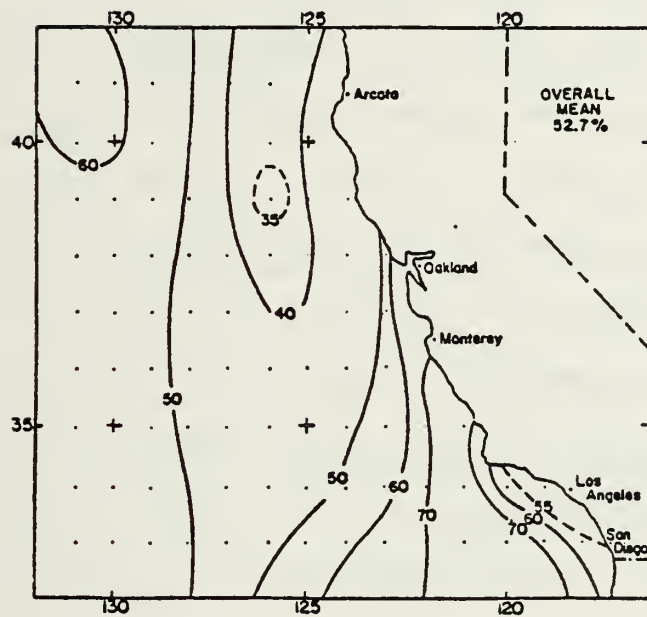 130 125 120
Arcata
OVERALL
MEAN
52.7%
40
60
35
Oakland
40
Monterey
50
35
50
60
70
Los
Angeles
55
60
70
San
Diego
130 125 120